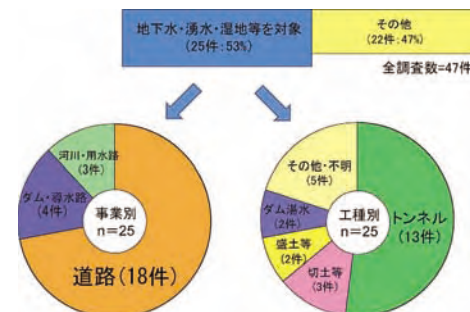 地下水・湧水・湿地等を対象
(25件：53%)
その他
(22件：47%)
全調査数=47件
河川・用水路
(3件)
ダム・導水路
(4件)
事業別
n=25
道路(18件)
その他・不明
(5件)
ダム湛水
(2件)
盛土等
(2件)
切土等
(3件)
工種別
n=25
トンネル
(13件)